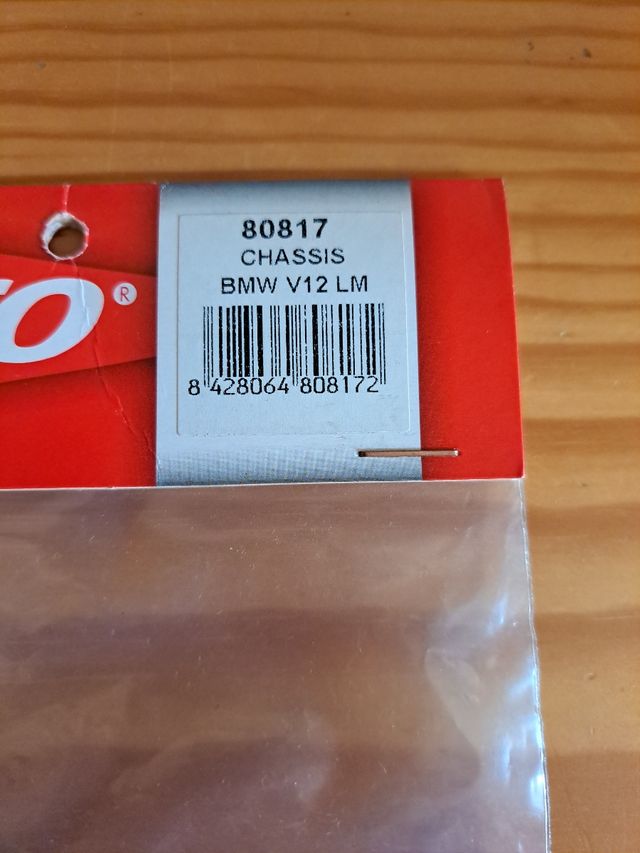 80817
CHASSIS
BMW V12 LM
O®
8 428064 808172